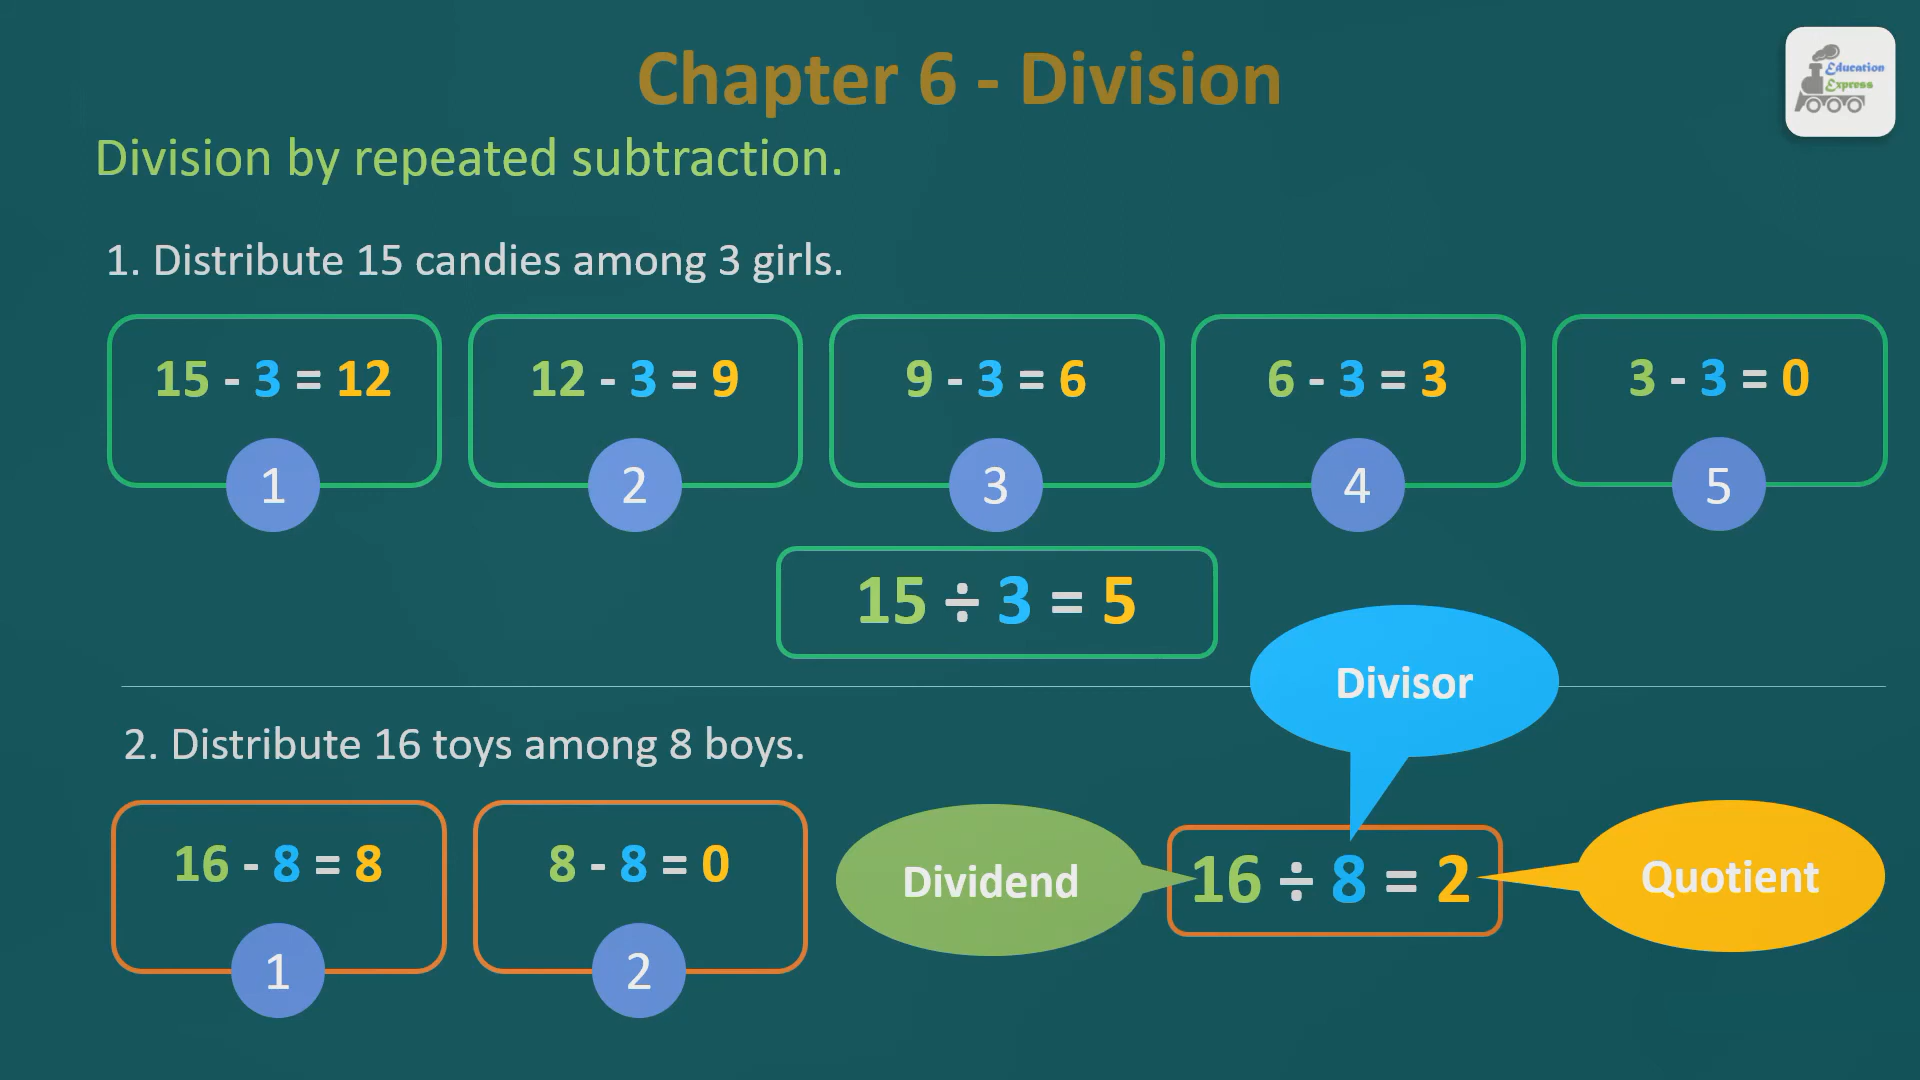 Chapter 6 - Division
Education
Express
Division by repeated subtraction.
1. Distribute 15 candies among 3 girls.
15 - 3 = 12
12 - 3 = 9
9 - 3 = 6
6 - 3 = 3
3 - 3 = 0
1
2
3
4
5
15 ÷ 3 = 5
Divisor
2. Distribute 16 toys among 8 boys.
16 - 8 = 8
8 - 8 = 0
Dividend
16 ÷ 8 = 2
Quotient
1
2